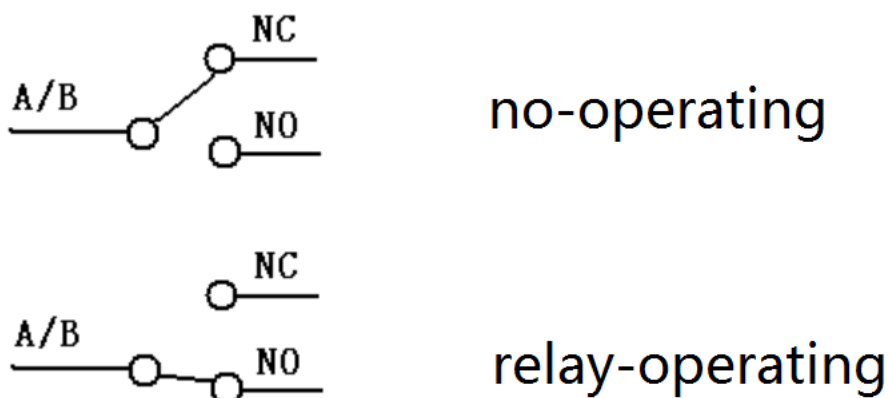 NC
A/B
NO
no-operating
NC
A/B
NO
relay-operating